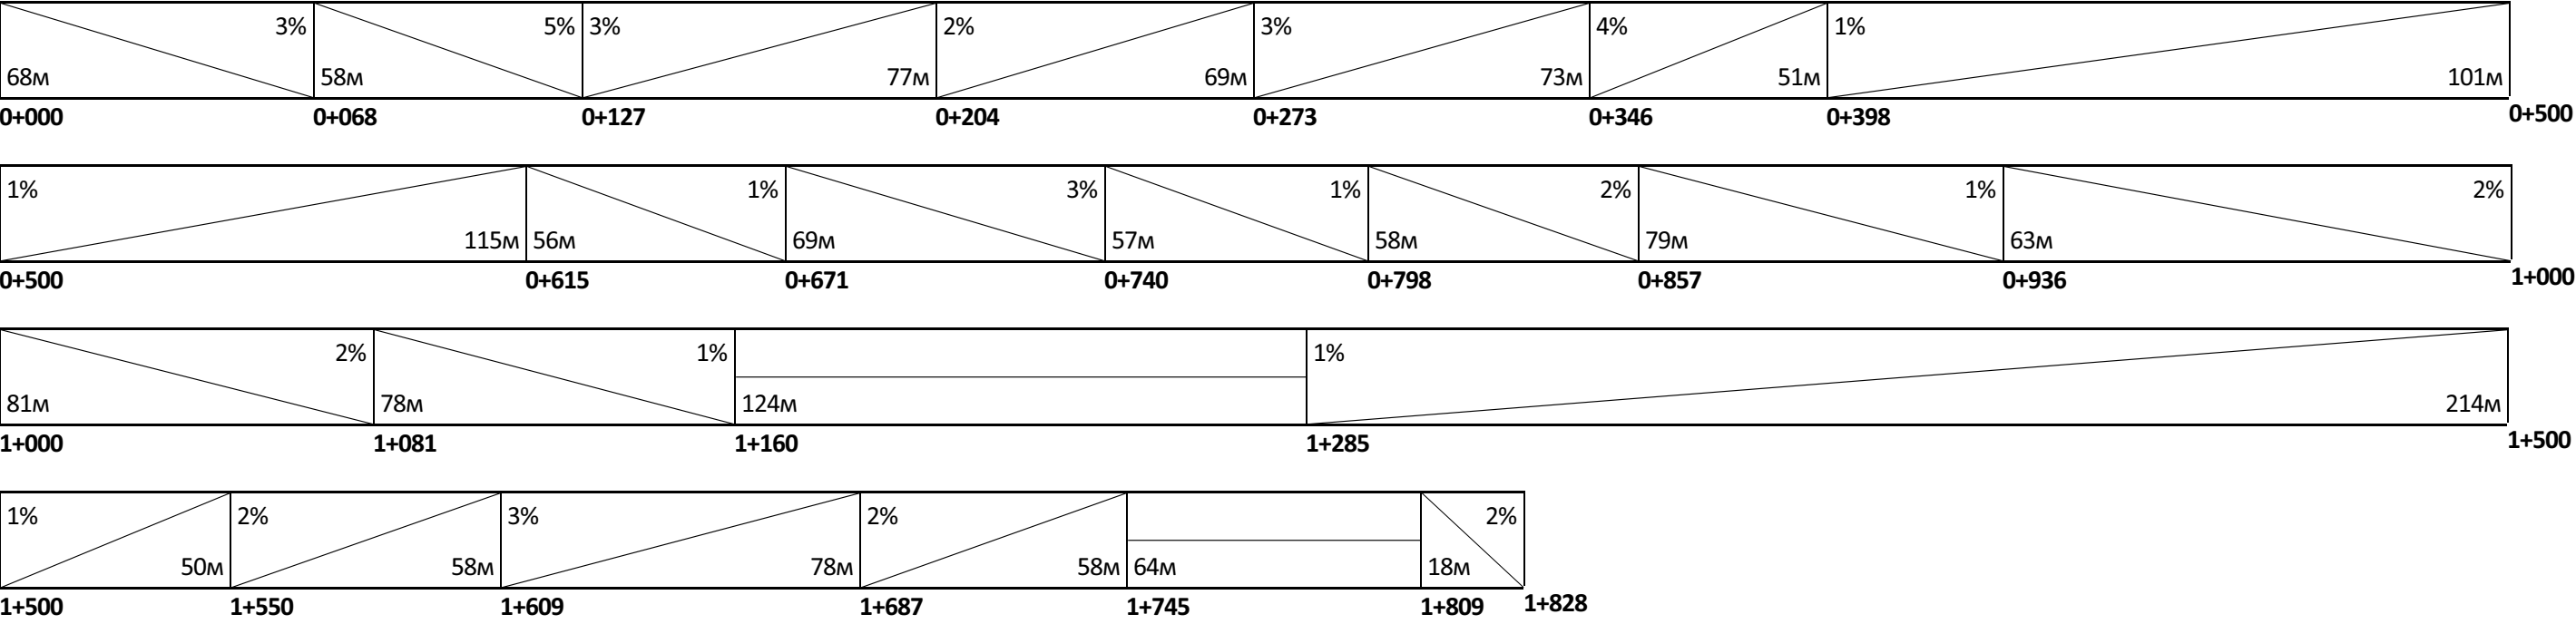 3% 5% 3% 2% 3% 4% 1%
68м 58м 77м 69м 73м 51м 101м
0+000 0+068 0+127 0+204 0+273 0+346 0+398 0+500
1% 1% 3% 1% 2% 1% 2%
115м 56м 69м 57м 58м 79м 63м
0+500 0+615 0+671 0+740 0+798 0+857 0+936 1+000
2% 1% 1%
81м 78м 124м 214м
1+000 1+081 1+160 1+285 1+500
1% 2% 3% 2% 2%
50м 58м 78м 58м 64м 18м
1+500 1+550 1+609 1+687 1+745 1+809 1+828